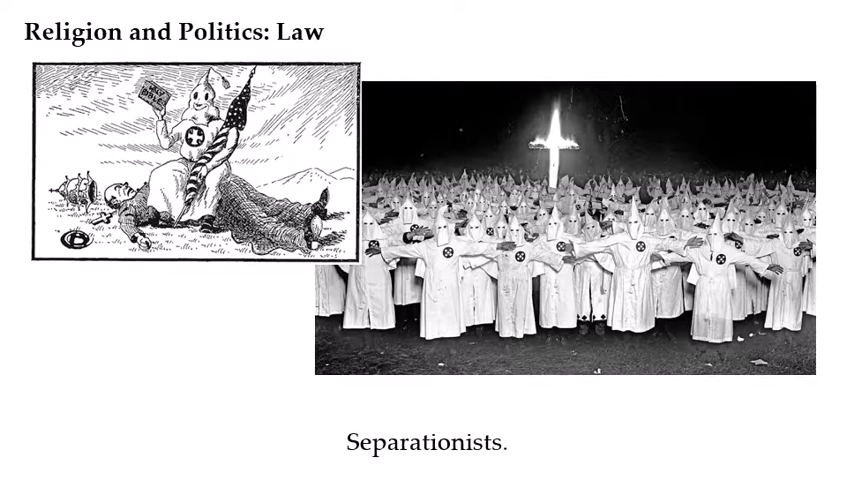 Religion and Politics: Law
HOLY
BIBLE
Separationists.